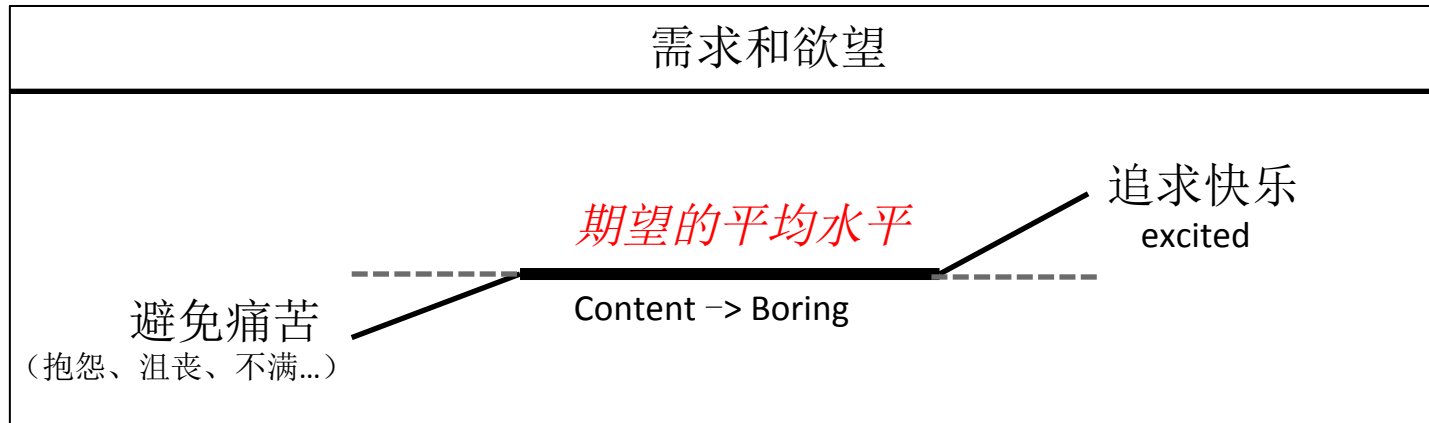 需求和欲望
追求快乐
excited
期望的平均水平
Content –> Boring
避免痛苦
（抱怨、沮丧、不满…）